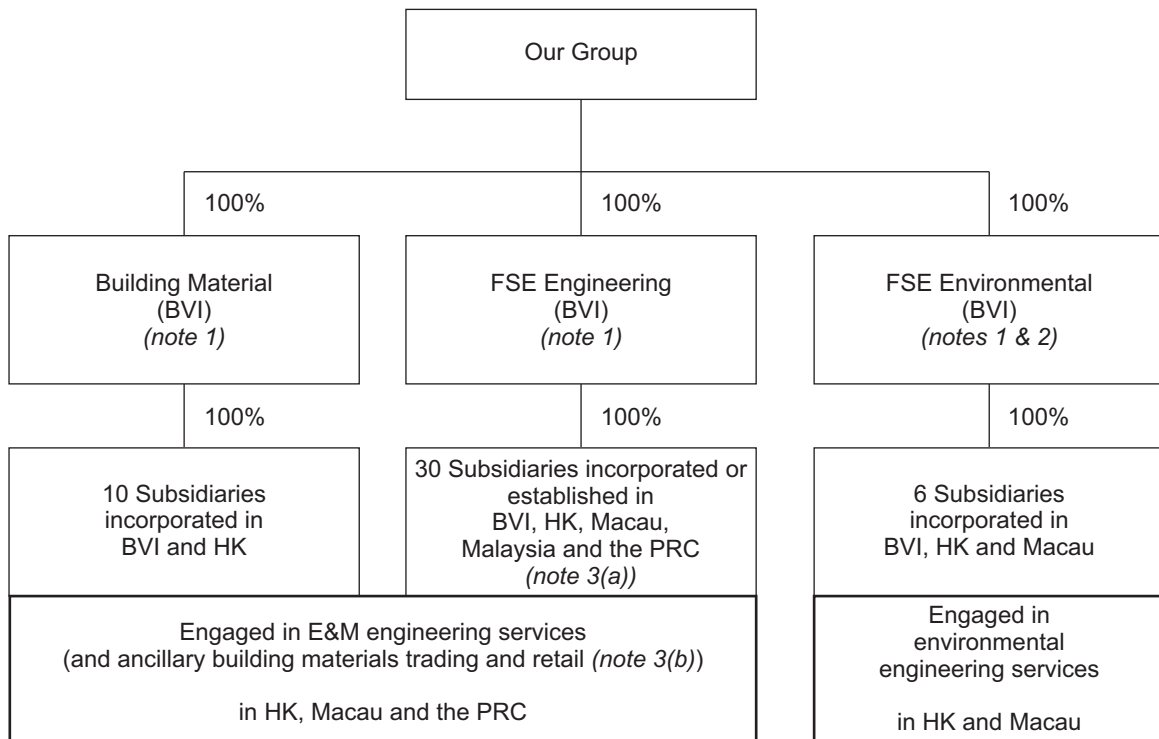 Our Group
100%
100%
100%
Building Material
(BVI)
(note 1)
FSE Engineering
(BVI)
(note 1)
FSE Environmental
(BVI)
(notes 1 & 2)
100%
100%
100%
10 Subsidiaries
incorporated in
BVI and HK
30 Subsidiaries incorporated or
established in
BVI, HK, Macau,
Malaysia and the PRC
(note 3(a))
6 Subsidiaries
incorporated in
BVI, HK and Macau
Engaged in E&M engineering services
(and ancillary building materials trading and retail (note 3(b))
in HK, Macau and the PRC
Engaged in
environmental
engineering services
in HK and Macau